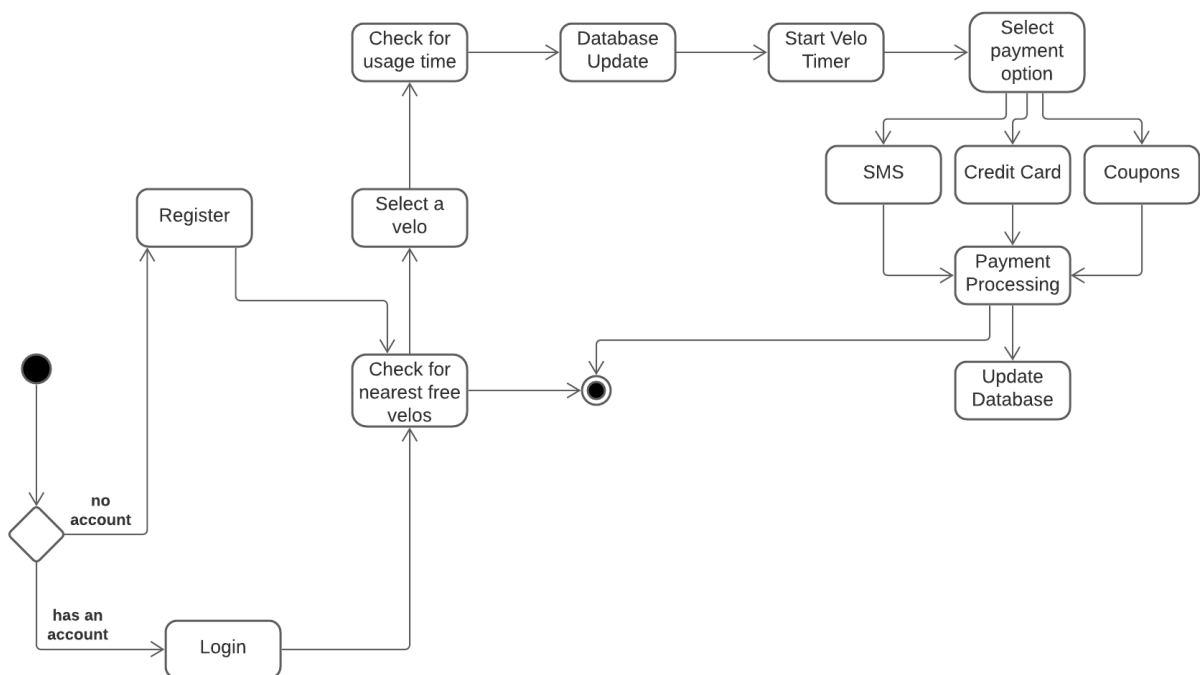 Check for
usage time
Database
Update
Start Velo
Timer
Select
payment
option
SMS
Credit Card
Coupons
Register
Select a
velo
Payment
Processing
Check for
nearest free
velos
Update
Database
no
account
has an
account
Login